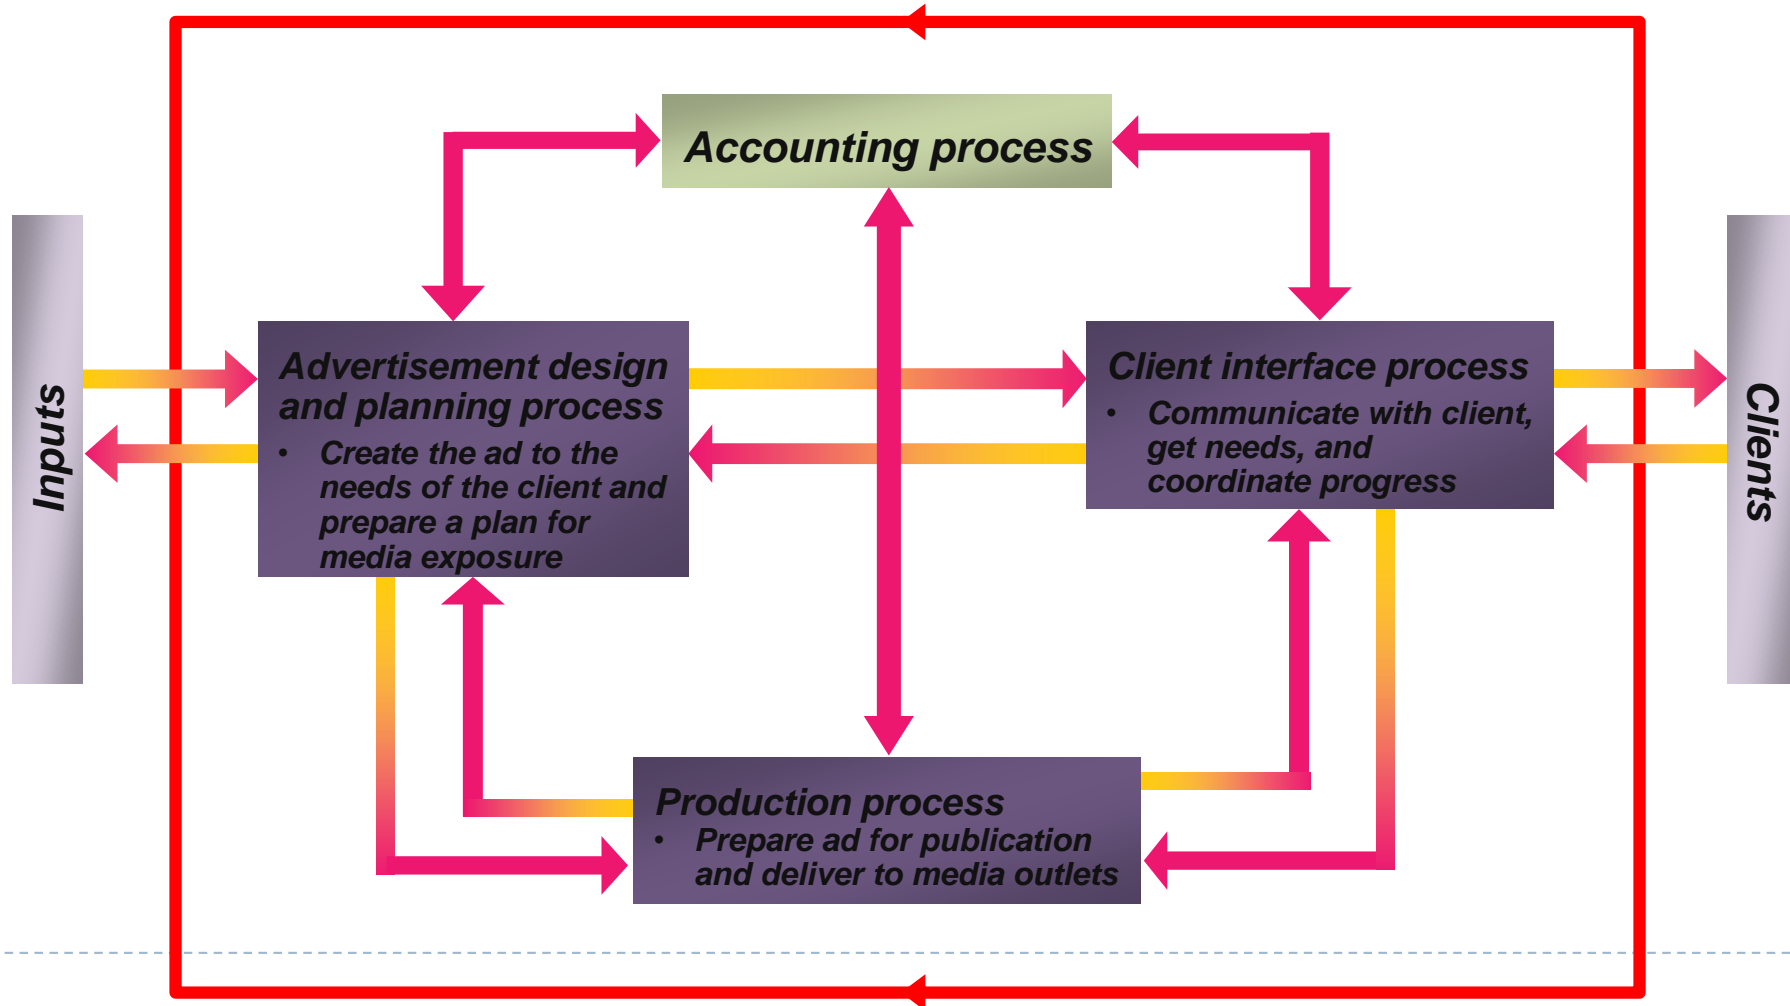 Accounting process
Inputs
Advertisement design
and planning process
• Create the ad to the
needs of the client and
prepare a plan for
media exposure
Client interface process
• Communicate with client,
get needs, and
coordinate progress
Clients
Production process
• Prepare ad for publication
and deliver to media outlets